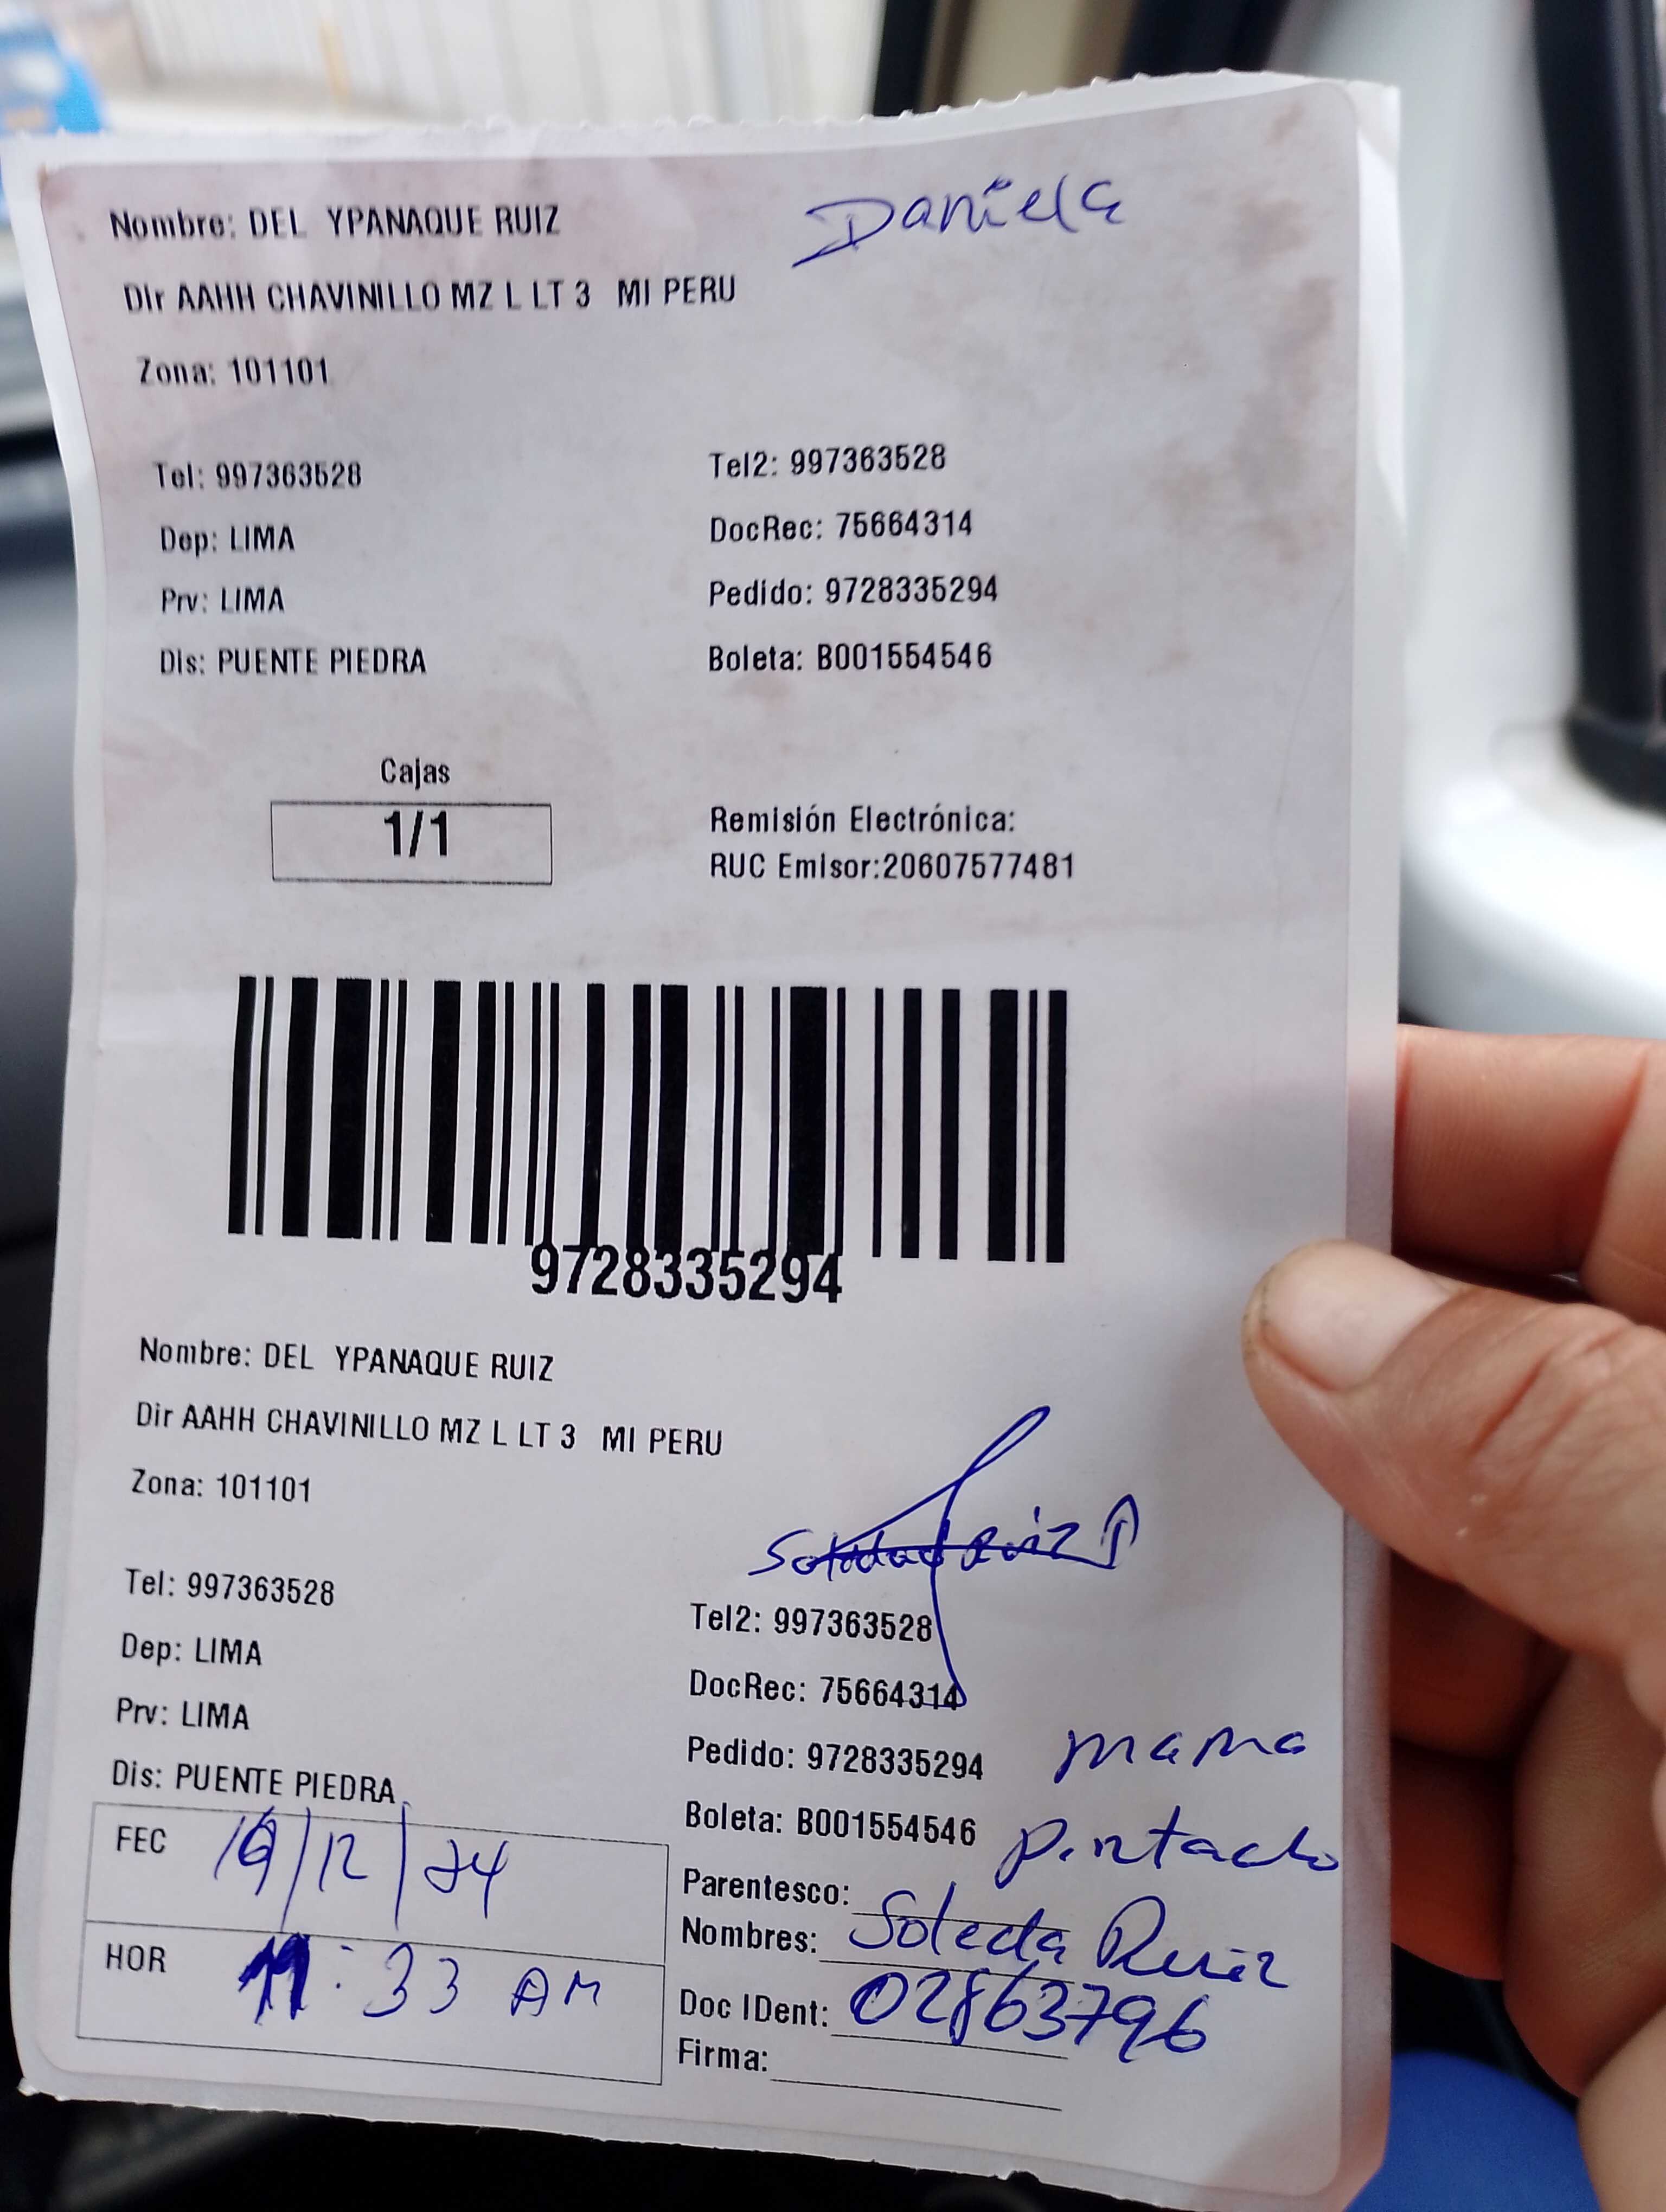 Nombre: DEL YPANAQUE RUIZ
Daniela
Dir AAHH CHAVINILLO MZ L LT 3 MI PERU
Zona: 101101
Tel: 997363528
Tel2: 997363528
Dep: LIMA
DocRec: 75664314
Prv: LIMA
Pedido: 9728335294
Dis: PUENTE PIEDRA
Boleta: B001554546
Cajas
1/1
Remisión Electrónica:
RUC Emisor:20607577481
9728335294
Nombre: DEL YPANAQUE RUIZ
Dir AAHH CHAVINILLO MZ L LT 3 MI PERU
Zona: 101101
Soledad Ruiz
Tel: 997363528
Tel2: 997363528
Dep: LIMA
DocRec: 75664314
Prv: LIMA
Pedido: 9728335294
mama
Dis: PUENTE PIEDRA
Boleta: B001554546
Pintado
FEC /12/24
Parentesco:
Nombres: Soleda Ruiz
HOR 11:33 AM
Doc IDent: 02863796
Firma: